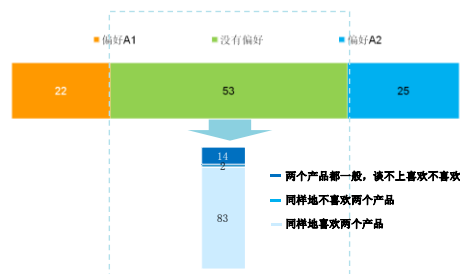 偏好A1 没有偏好 偏好A2
22 53 25
14
2
83
两个产品都一般，谈不上喜欢不喜欢
同样地不喜欢两个产品
同样地喜欢两个产品